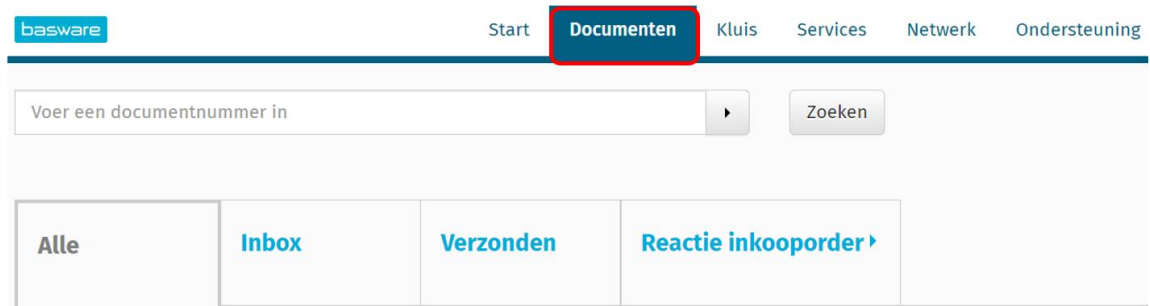 basware Start Documenten Kluis Services Netwerk Ondersteuning
Voer een documentnummer in Zoeken
Alle Inbox Verzonden Reactie inkooporder